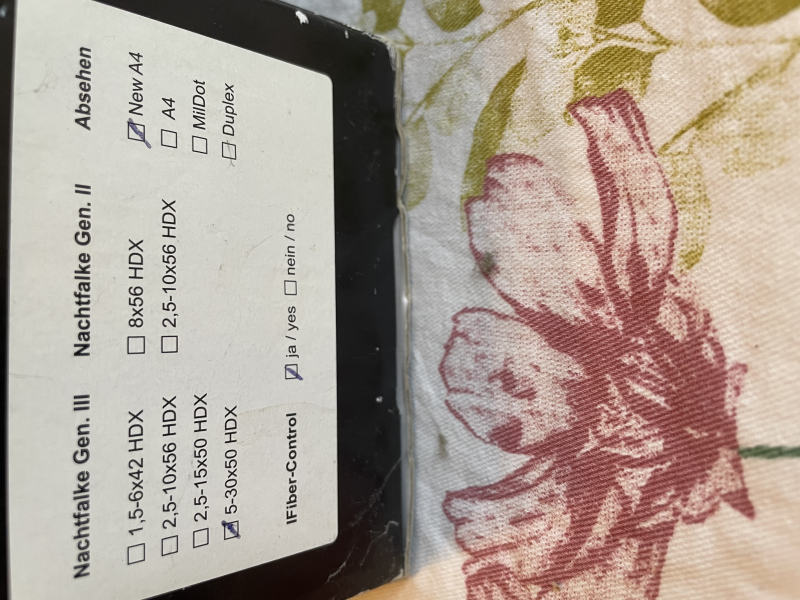 Nachtfalke Gen. III Nachtfalke Gen. II Absehen
☐ 1,5-6x42 HDX ☐ 8x56 HDX ☑ New A4
☐ 2,5-10x56 HDX ☐ 2,5-10x56 HDX ☐ A4
☐ 2,5-15x50 HDX ☐ MilDot
☑ 5-30x50 HDX ☐ Duplex
IFiber-Control ☑ ja / yes ☐ nein / no